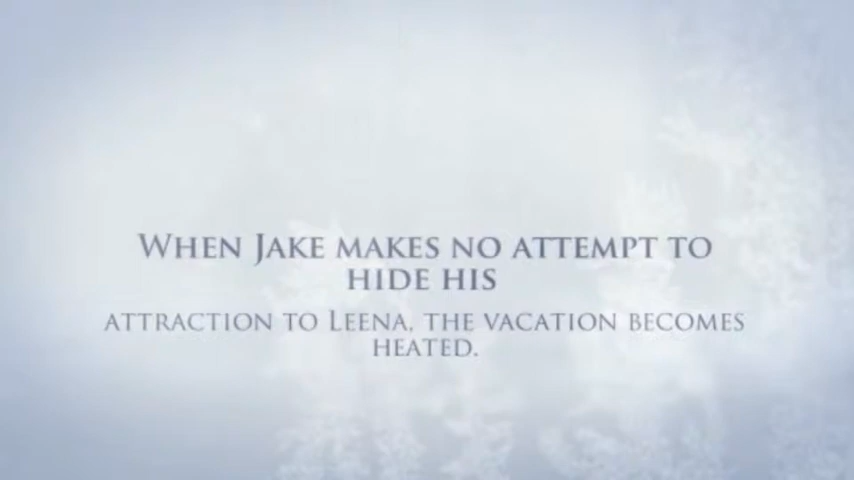 When Jake makes no attempt to
hide his
attraction to Leena, the vacation becomes
heated.